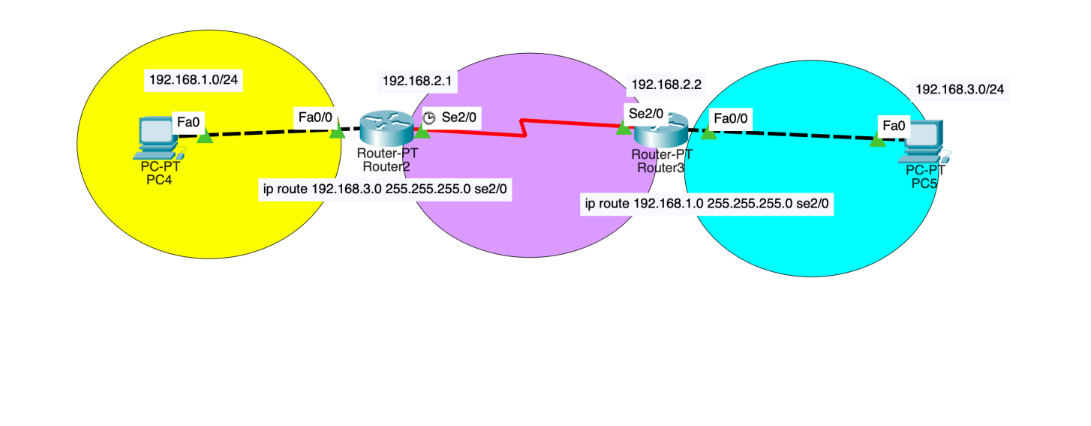 192.168.1.0/24
192.168.2.1
192.168.2.2
192.168.3.0/24
Fa0
Fa0/0
Se2/0
Se2/0
Fa0/0
Fa0
PC-PT
PC4
Router-PT
Router2
Router-PT
Router3
PC-PT
PC5
ip route 192.168.3.0 255.255.255.0 se2/0
ip route 192.168.1.0 255.255.255.0 se2/0